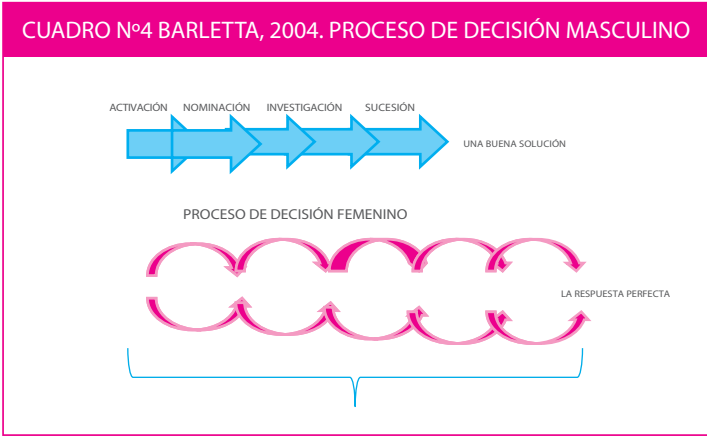 CUADRO Nº4 BARLETTA, 2004. PROCESO DE DECISIÓN MASCULINO
ACTIVACIÓN NOMINACIÓN INVESTIGACIÓN SUCESIÓN
UNA BUENA SOLUCIÓN
PROCESO DE DECISIÓN FEMENINO
LA RESPUESTA PERFECTA